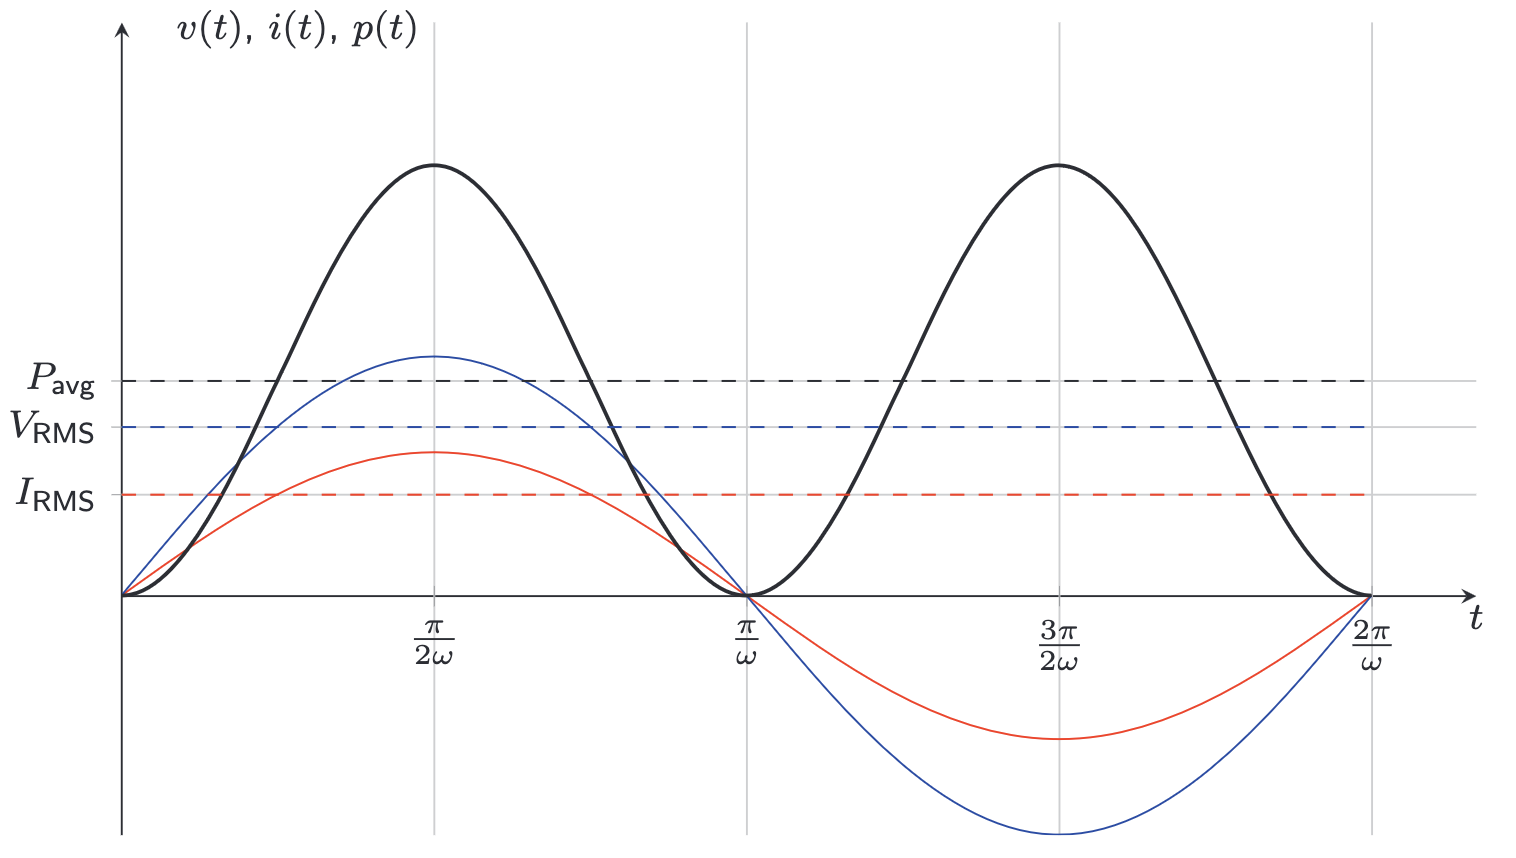 v(t), i(t), p(t)
P_avg
V_RMS
I_RMS
t
π/2ω
π/ω
3π/2ω
2π/ω